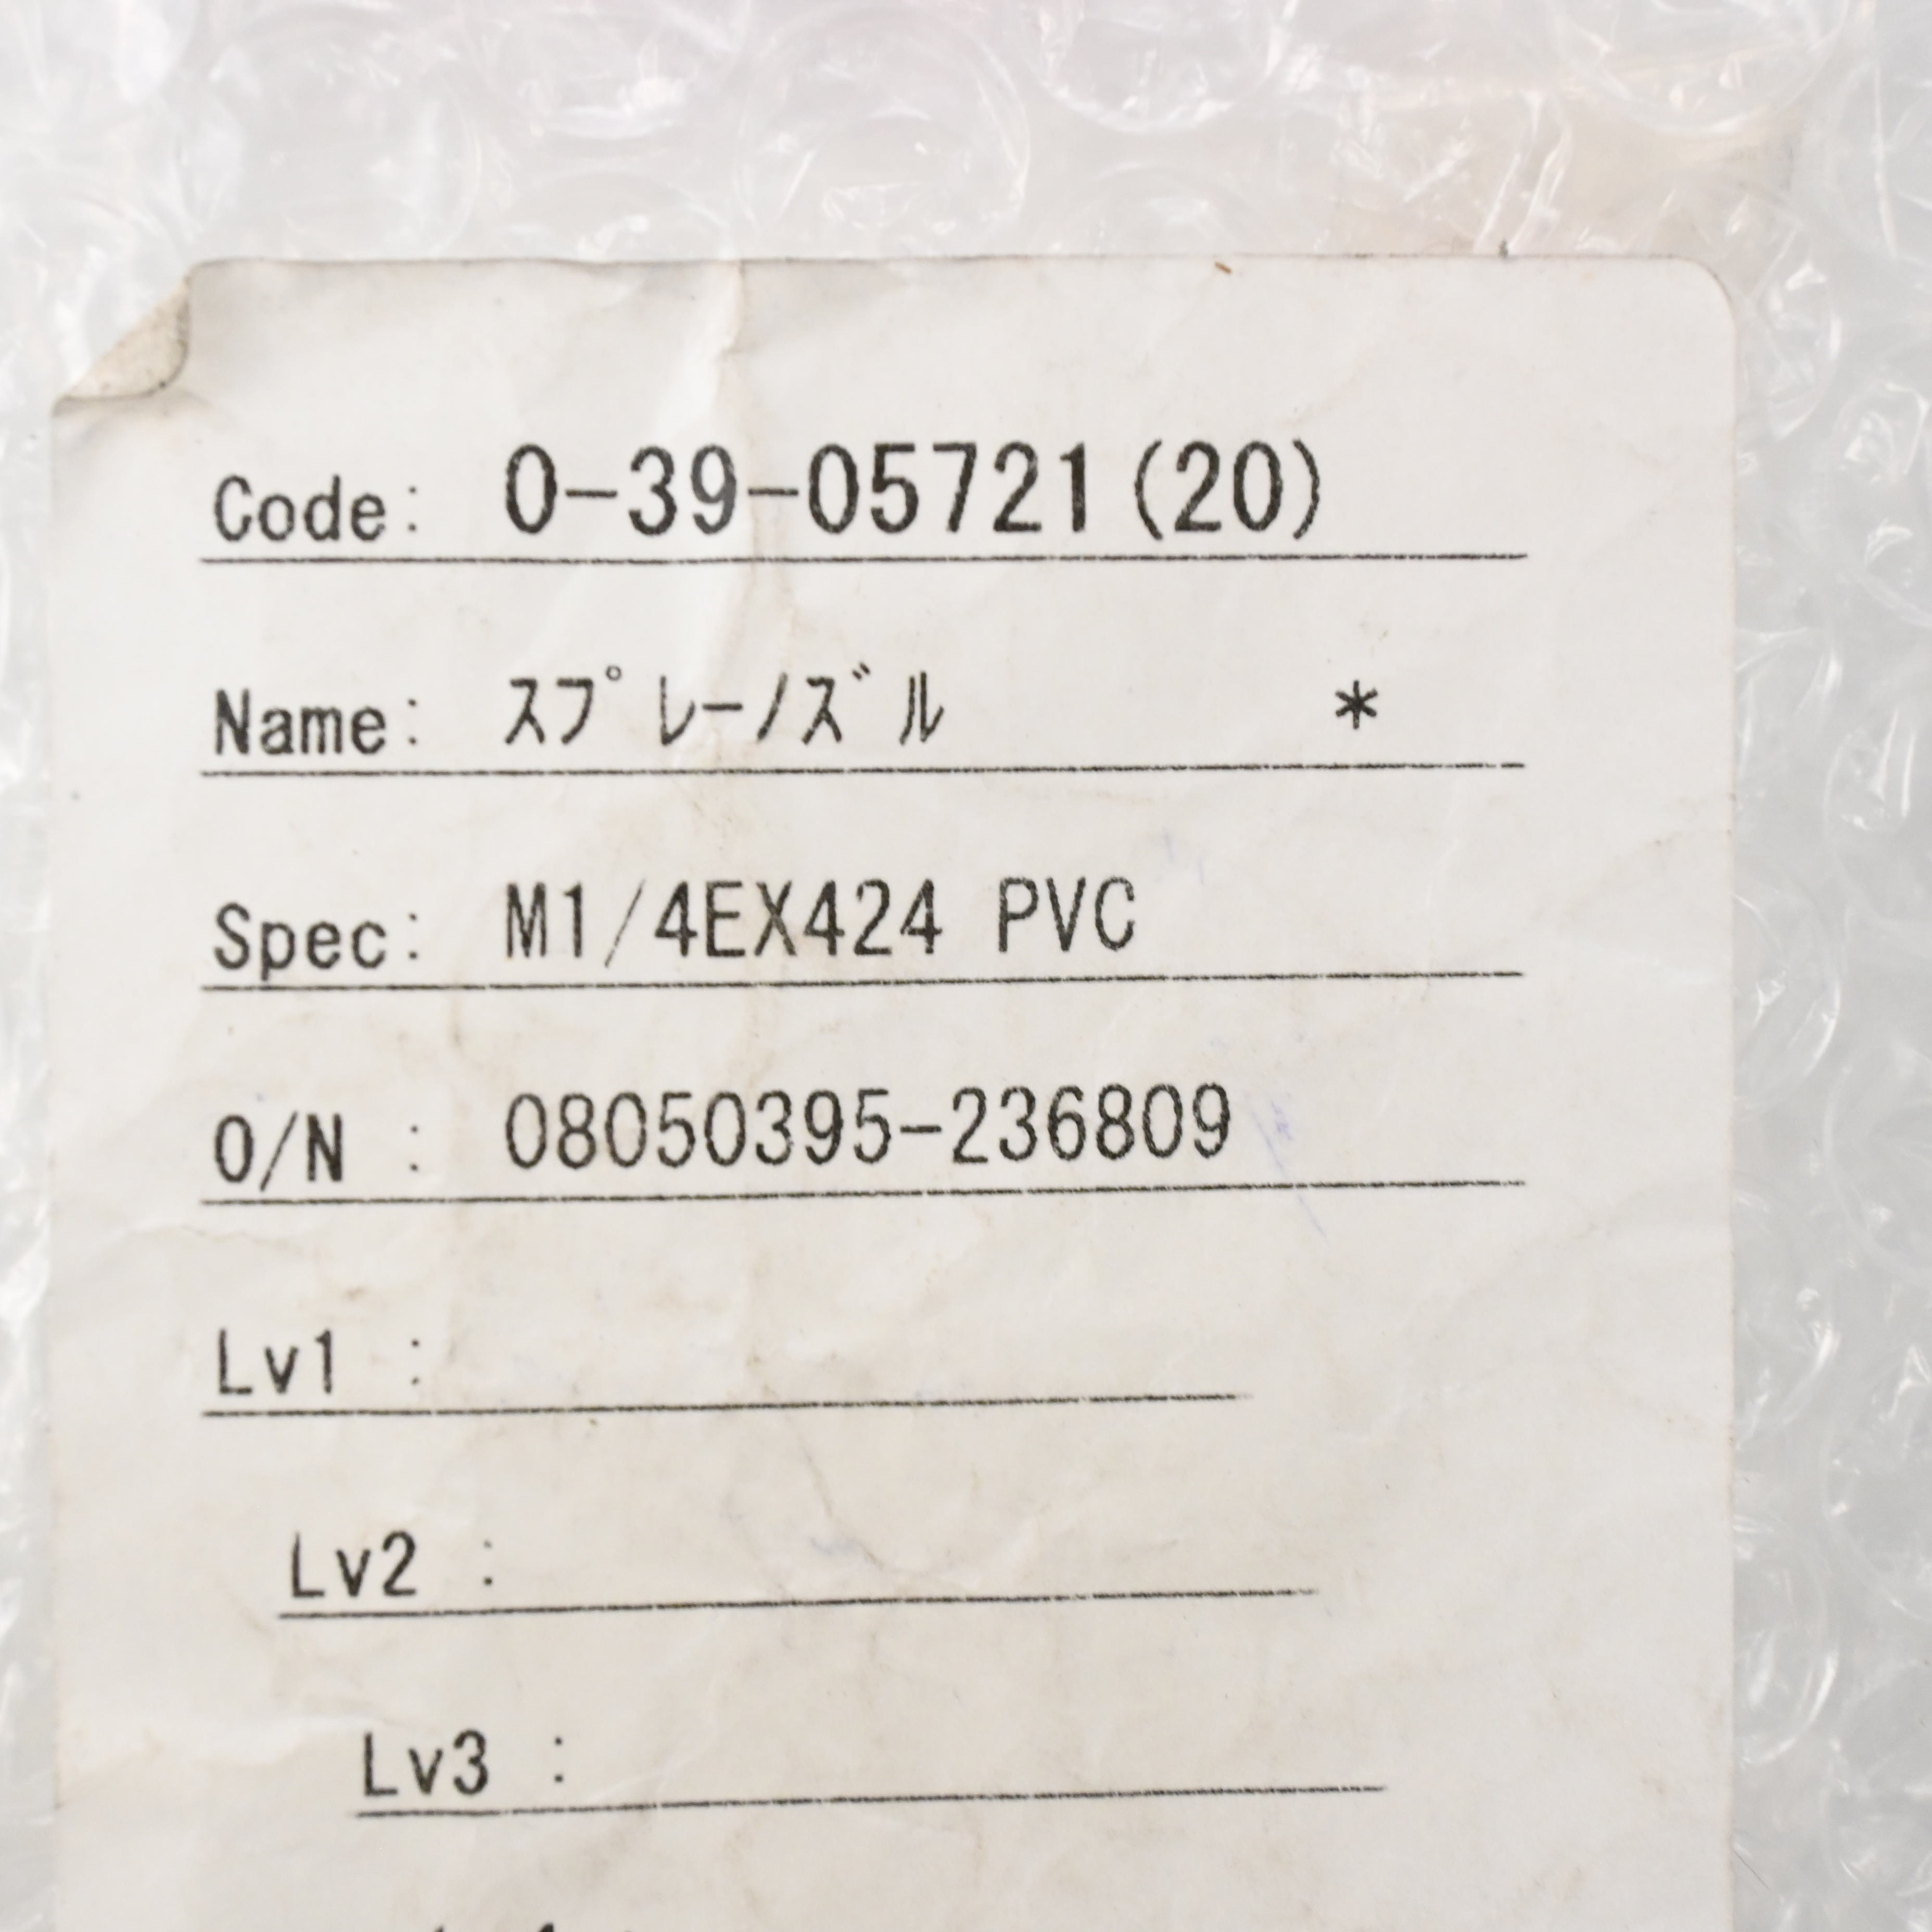 Code: 0-39-05721(20)
Name: ｽﾌﾟﾚｰﾉｽﾞﾙ *
Spec: M1/4EX424 PVC
O/N : 08050395-236809
Lv1 :
Lv2 :
Lv3 :